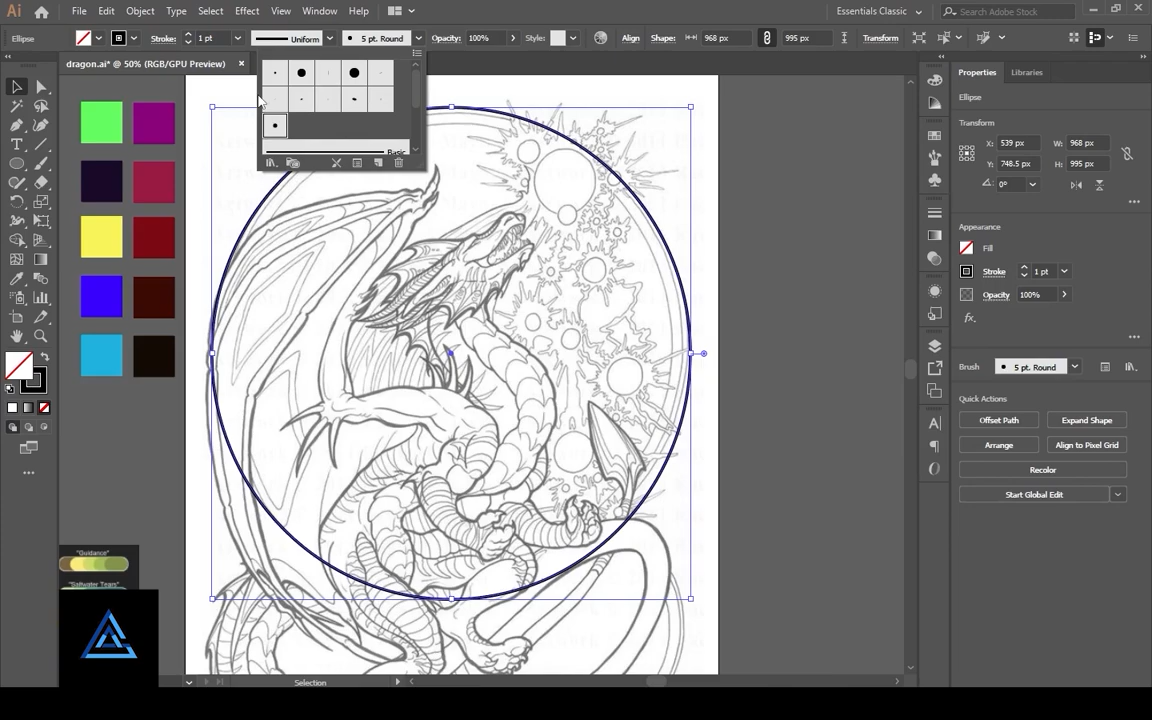 Ai File Edit Object Type Select Effect View Window Help Essentials Classic Search Adobe Stock
Ellipse Stroke: 1 pt Uniform 5 pt. Round Opacity: 100% Style: Align Shape: 968 px 995 px Transform
dragon.ai* @ 50% (RGB/GPU Preview)
Basic
Properties Libraries
Ellipse
Transform
X: 539 px W: 968 px
Y: 748.5 px H: 995 px
0°
Appearance
Fill
Stroke 1 pt
Opacity 100%
fx.
Brush 5 pt. Round
Quick Actions
Offset Path Expand Shape
Arrange Align to Pixel Grid
Recolor
Start Global Edit
"Guidance"
"Saltwater Tears"
Selection